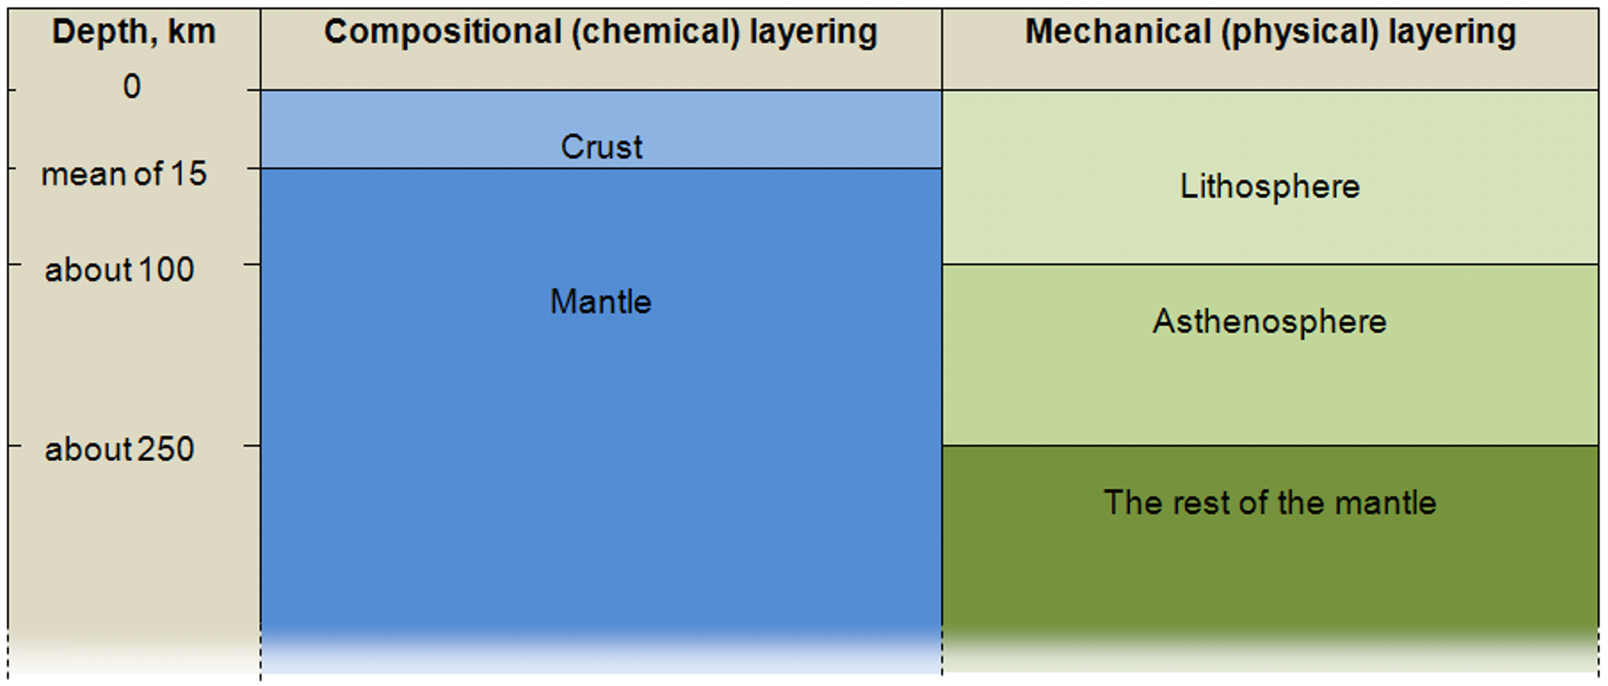 Depth, km
Compositional (chemical) layering
Mechanical (physical) layering
0
Crust
mean of 15
Lithosphere
about 100
Mantle
Asthenosphere
about 250
The rest of the mantle